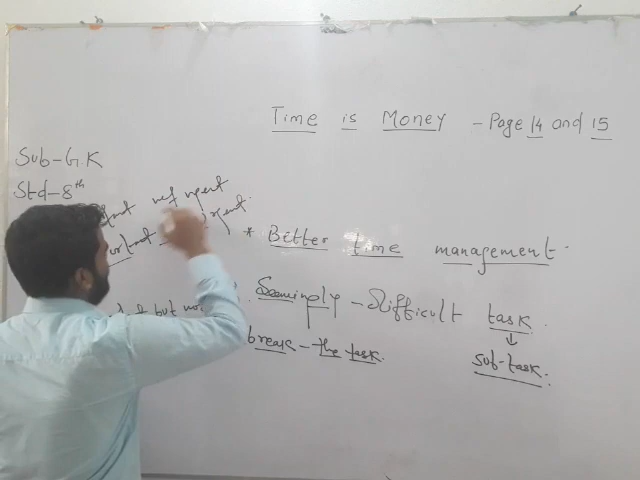 Time is Money - Page 14 and 15
Sub-G.K
Std-8th
* Better time management.
Seemingly - Difficult task.
sub-task.
break - the task.